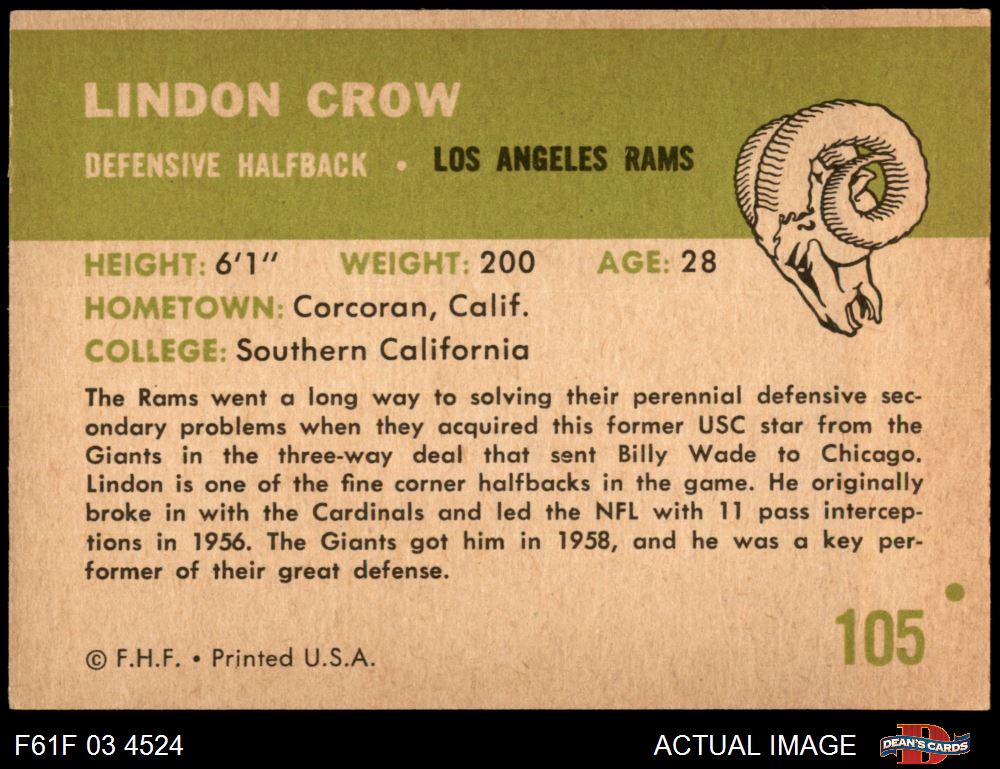 LINDON CROW
DEFENSIVE HALFBACK • LOS ANGELES RAMS
HEIGHT: 6'1" WEIGHT: 200 AGE: 28
HOMETOWN: Corcoran, Calif.
COLLEGE: Southern California
The Rams went a long way to solving their perennial defensive sec-
ondary problems when they acquired this former USC star from the
Giants in the three-way deal that sent Billy Wade to Chicago.
Lindon is one of the fine corner halfbacks in the game. He originally
broke in with the Cardinals and led the NFL with 11 pass intercep-
tions in 1956. The Giants got him in 1958, and he was a key per-
former of their great defense.
105
© F.H.F. • Printed U.S.A.
F61F 03 4524 ACTUAL IMAGE DEAN'S CARDS